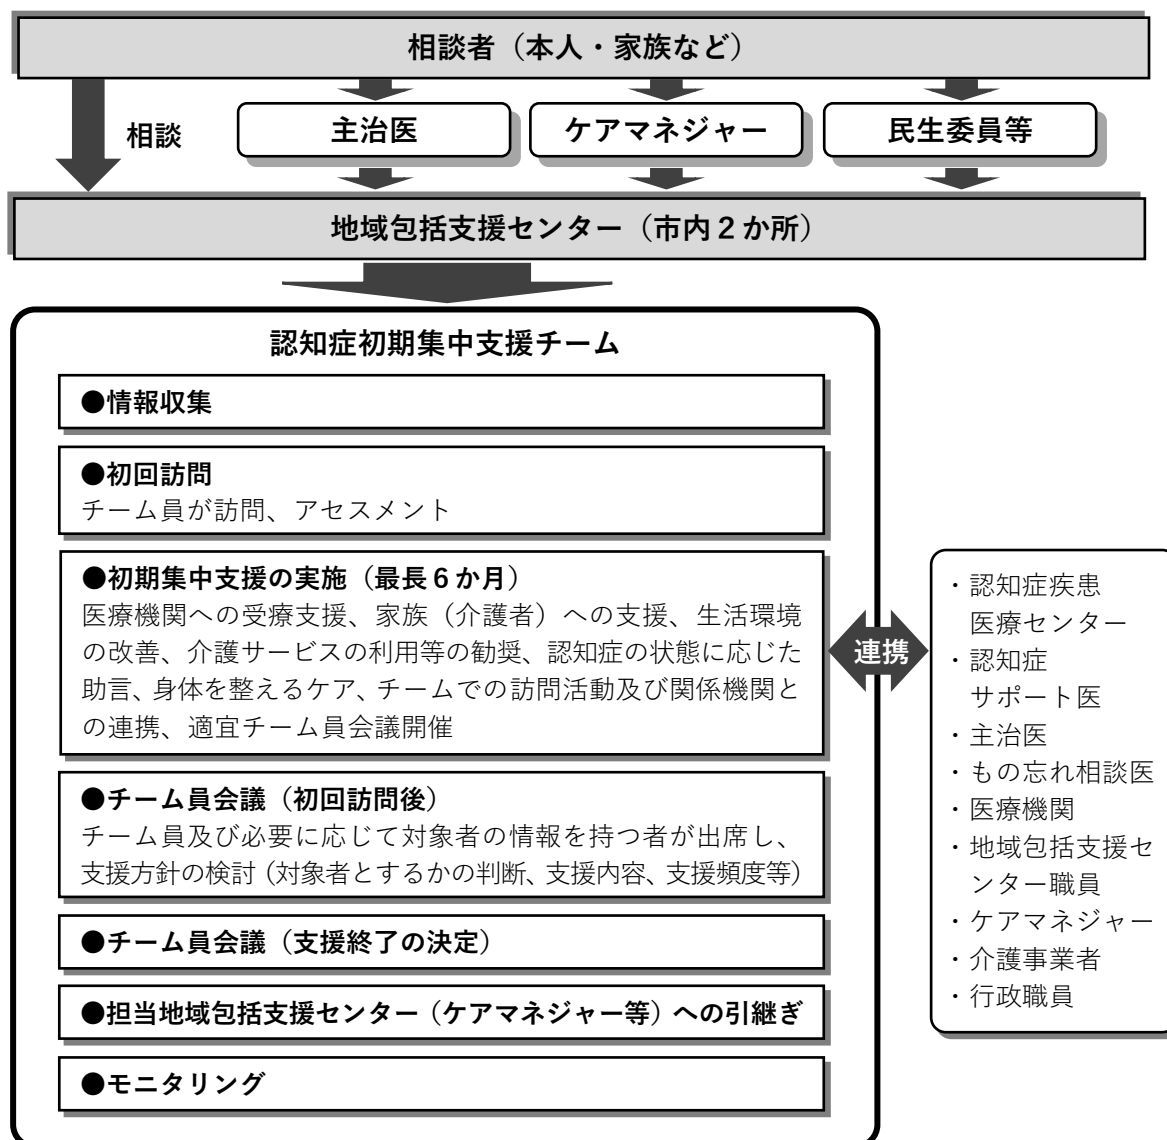 相談者（本人・家族など）
相談
主治医
ケアマネジャー
民生委員等
地域包括支援センター（市内２か所）
認知症初期集中支援チーム
●情報収集
●初回訪問
チーム員が訪問、アセスメント
●初期集中支援の実施（最長６か月）
医療機関への受療支援、家族（介護者）への支援、生活環境
の改善、介護サービスの利用等の勧奨、認知症の状態に応じた
助言、身体を整えるケア、チームでの訪問活動及び関係機関と
の連携、適宜チーム員会議開催
●チーム員会議（初回訪問後）
チーム員及び必要に応じて対象者の情報を持つ者が出席し、
支援方針の検討（対象者とするかの判断、支援内容、支援頻度等）
●チーム員会議（支援終了の決定）
●担当地域包括支援センター（ケアマネジャー等）への引継ぎ
●モニタリング
連携
・認知症疾患
医療センター
・認知症
サポート医
・主治医
・もの忘れ相談医
・医療機関
・地域包括支援セ
ンター職員
・ケアマネジャー
・介護事業者
・行政職員